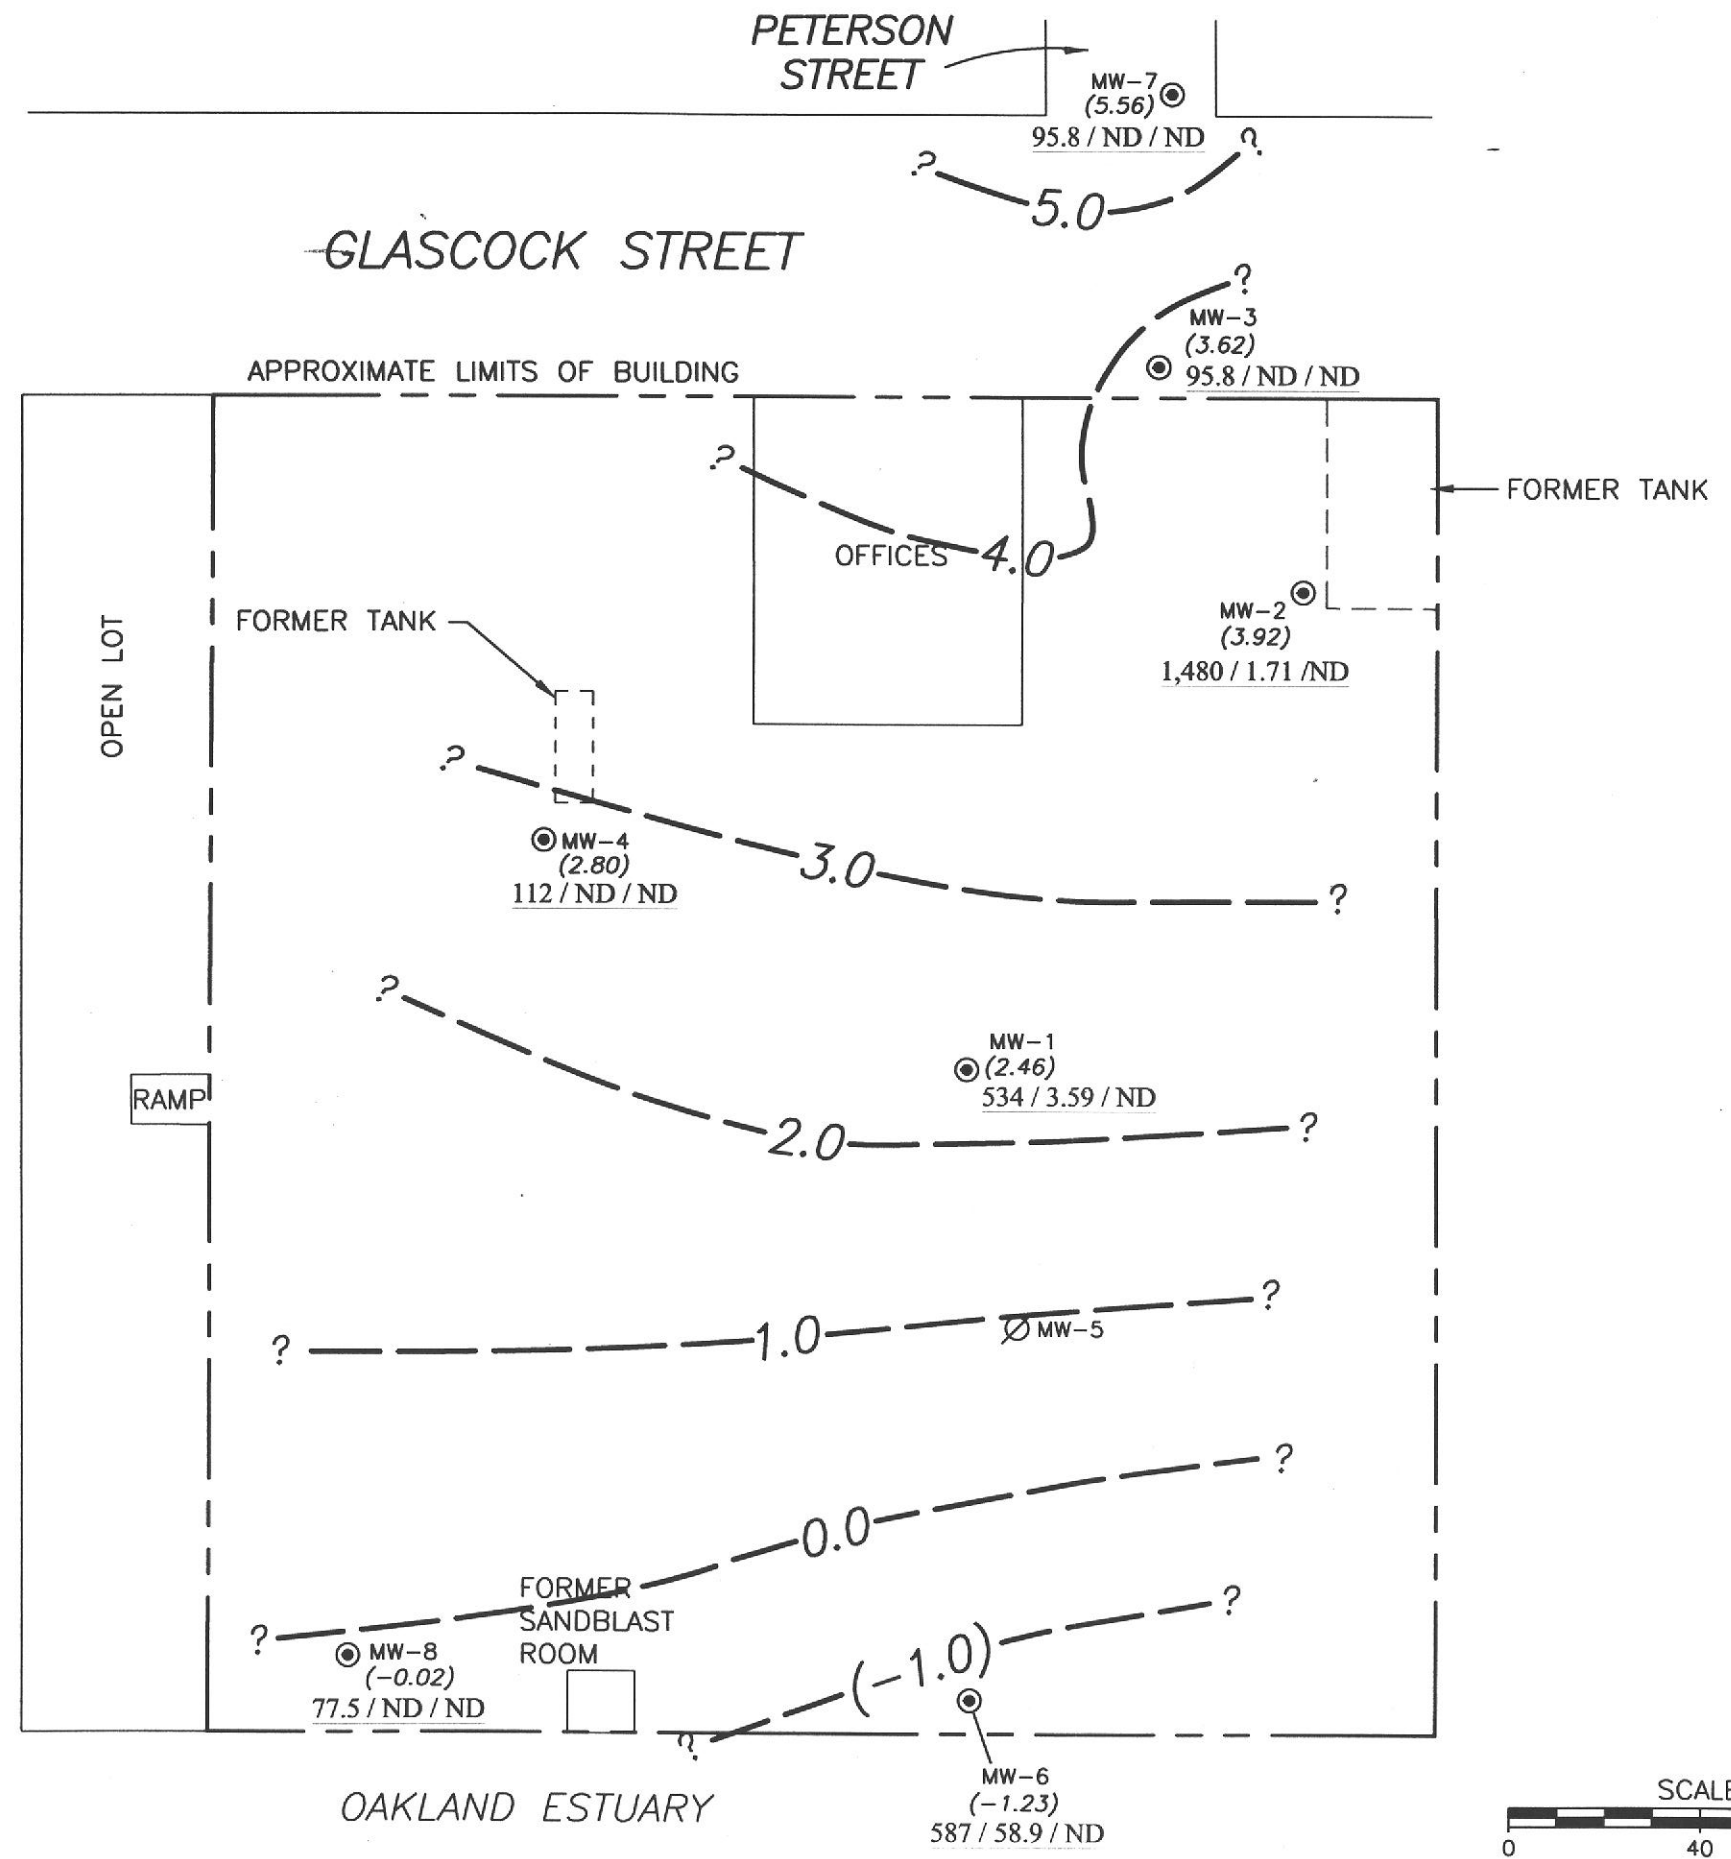 PETERSON
STREET
MW-7
(5.56)
95.8 / ND / ND
?
?
5.0
GLASCOCK STREET
?
MW-3
(3.62)
95.8 / ND / ND
APPROXIMATE LIMITS OF BUILDING
?
FORMER TANK
4.0
OFFICES
MW-2
(3.92)
1,480 / 1.71 /ND
FORMER TANK
OPEN LOT
?
MW-4
(2.80)
112 / ND / ND
3.0
?
?
MW-1
(2.46)
534 / 3.59 / ND
RAMP
2.0
?
?
1.0
?
MW-5
?
0.0
FORMER
SANDBLAST
ROOM
?
?
MW-8
(-0.02)
77.5 / ND / ND
(-1.0)
?
MW-6
(-1.23)
587 / 58.9 / ND
OAKLAND ESTUARY
SCALE
0
40